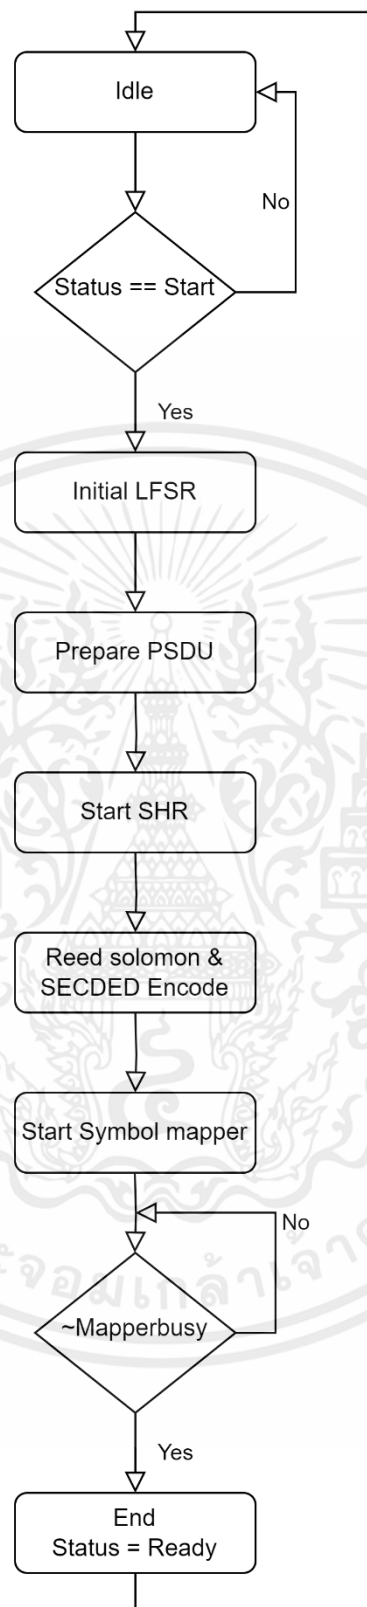 Idle
No
Status == Start
Yes
Initial LFSR
Prepare PSDU
Start SHR
Reed solomon &
SECDED Encode
Start Symbol mapper
No
~Mapperbusy
Yes
End
Status = Ready